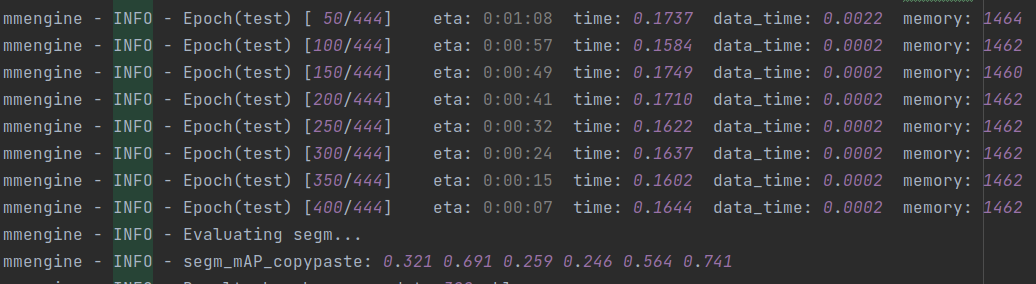 mmengine - INFO - Epoch(test) [ 50/444]    eta: 0:01:08  time: 0.1737  data_time: 0.0022  memory: 1464
mmengine - INFO - Epoch(test) [100/444]    eta: 0:00:57  time: 0.1584  data_time: 0.0002  memory: 1462
mmengine - INFO - Epoch(test) [150/444]    eta: 0:00:49  time: 0.1749  data_time: 0.0002  memory: 1460
mmengine - INFO - Epoch(test) [200/444]    eta: 0:00:41  time: 0.1710  data_time: 0.0002  memory: 1462
mmengine - INFO - Epoch(test) [250/444]    eta: 0:00:32  time: 0.1622  data_time: 0.0002  memory: 1462
mmengine - INFO - Epoch(test) [300/444]    eta: 0:00:24  time: 0.1637  data_time: 0.0002  memory: 1462
mmengine - INFO - Epoch(test) [350/444]    eta: 0:00:15  time: 0.1602  data_time: 0.0002  memory: 1462
mmengine - INFO - Epoch(test) [400/444]    eta: 0:00:07  time: 0.1644  data_time: 0.0002  memory: 1462
mmengine - INFO - Evaluating segm...
mmengine - INFO - segm_mAP_copypaste: 0.321 0.691 0.259 0.246 0.564 0.741